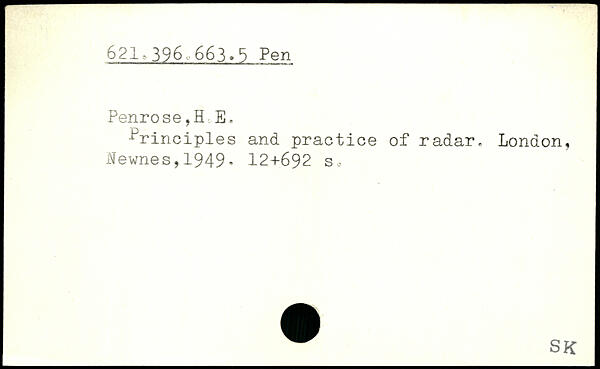 621.396.663.5 Pen
Penrose,H.E.
Principles and practice of radar. London,
Newnes,1949. 12+692 s.
SK